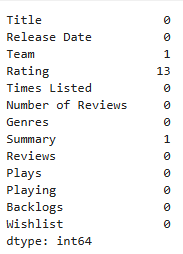 Title 0
Release Date 0
Team 1
Rating 13
Times Listed 0
Number of Reviews 0
Genres 0
Summary 1
Reviews 0
Plays 0
Playing 0
Backlogs 0
Wishlist 0
dtype: int64